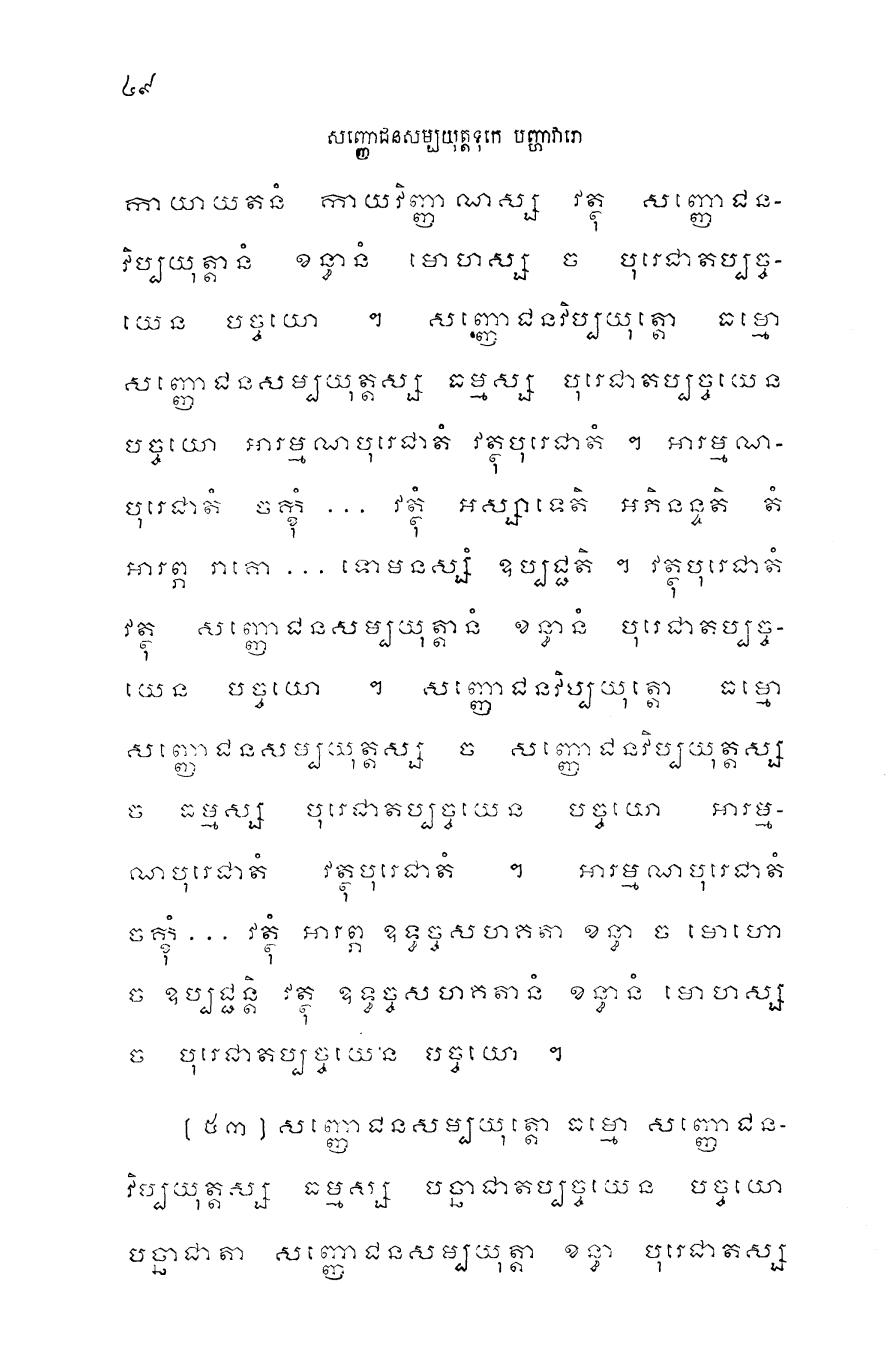 ៤៩
សញ្ញោជនសម្បយុត្តទុកេ បញ្ហាវារោ
កាយាយតនំ កាយវិញ្ញាណស្ស វត្ថុ សញ្ញោជន-
វិប្បយុត្តានំ ខន្ធានំ មោហស្ស ច បុរេជាតប្បច្ច-
យេន បច្ចយោ ។ សញ្ញោជនវិប្បយុត្តោ ធម្មោ
សញ្ញោជនសម្បយុត្តស្ស ធម្មស្ស បុរេជាតប្បច្ចយេន
បច្ចយោ អារម្មណបុរេជាតំ វត្ថុបុរេជាតំ ។ អារម្មណ-
បុរេជាតំ ចក្ខុំ ... វត្ថុំ អស្សាទេតិ អភិនន្ទតិ តំ
អារព្ភ រាគោ ... ទោមនស្សំ ឧប្បជ្ជតិ ។ វត្ថុបុរេជាតំ
វត្ថុ សញ្ញោជនសម្បយុត្តានំ ខន្ធានំ បុរេជាតប្បច្ច-
យេន បច្ចយោ ។ សញ្ញោជនវិប្បយុត្តោ ធម្មោ
សញ្ញោជនសម្បយុត្តស្ស ច សញ្ញោជនវិប្បយុត្តស្ស
ច ធម្មស្ស បុរេជាតប្បច្ចយេន បច្ចយោ អារម្ម-
ណបុរេជាតំ វត្ថុបុរេជាតំ ។ អារម្មណបុរេជាតំ
ចក្ខុំ ... វត្ថុំ អារព្ភ ឧទ្ធច្ចសហគតា ខន្ធា ច មោហោ
ច ឧប្បជ្ជន្តិ វត្ថុ ឧទ្ធច្ចសហគតានំ ខន្ធានំ មោហស្ស
ច បុរេជាតប្បច្ចយេន បច្ចយោ ។
[ ៥៣ ] សញ្ញោជនសម្បយុត្តោ ធម្មោ សញ្ញោជន-
វិប្បយុត្តស្ស ធម្មស្ស បច្ឆាជាតប្បច្ចយេន បច្ចយោ
បច្ឆាជាតា សញ្ញោជនសម្បយុត្តា ខន្ធា បុរេជាតស្ស